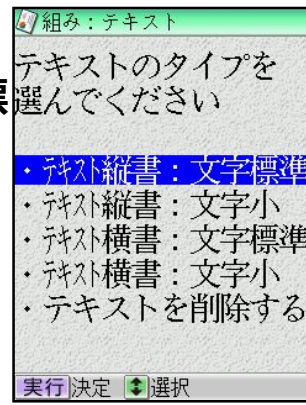 組み：テキスト
テキストのタイプを
選んでください
・ﾃｷｽﾄ縦書：文字標準
・ﾃｷｽﾄ縦書：文字小
・ﾃｷｽﾄ横書：文字標準
・ﾃｷｽﾄ横書：文字小
・テキストを削除する
実行 決定 選択